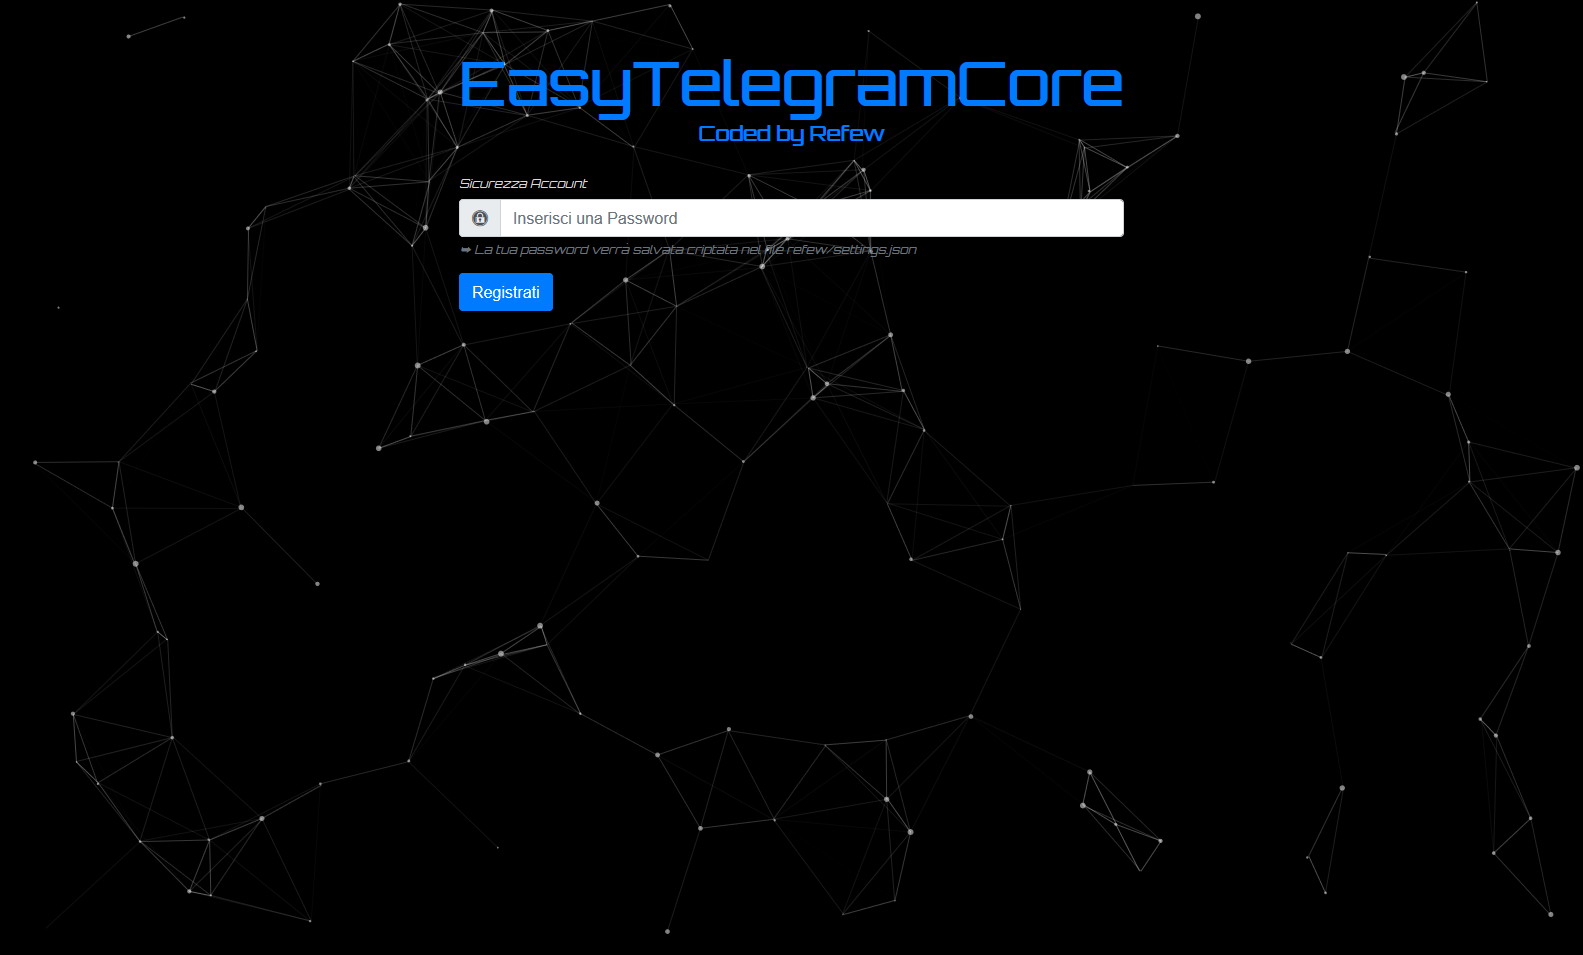 EasyTelegramCore
Coded by Refew
Sicurezza Account
Inserisci una Password
➥ La tua password verrà salvata criptata nel file refew/settings.json
Registrati